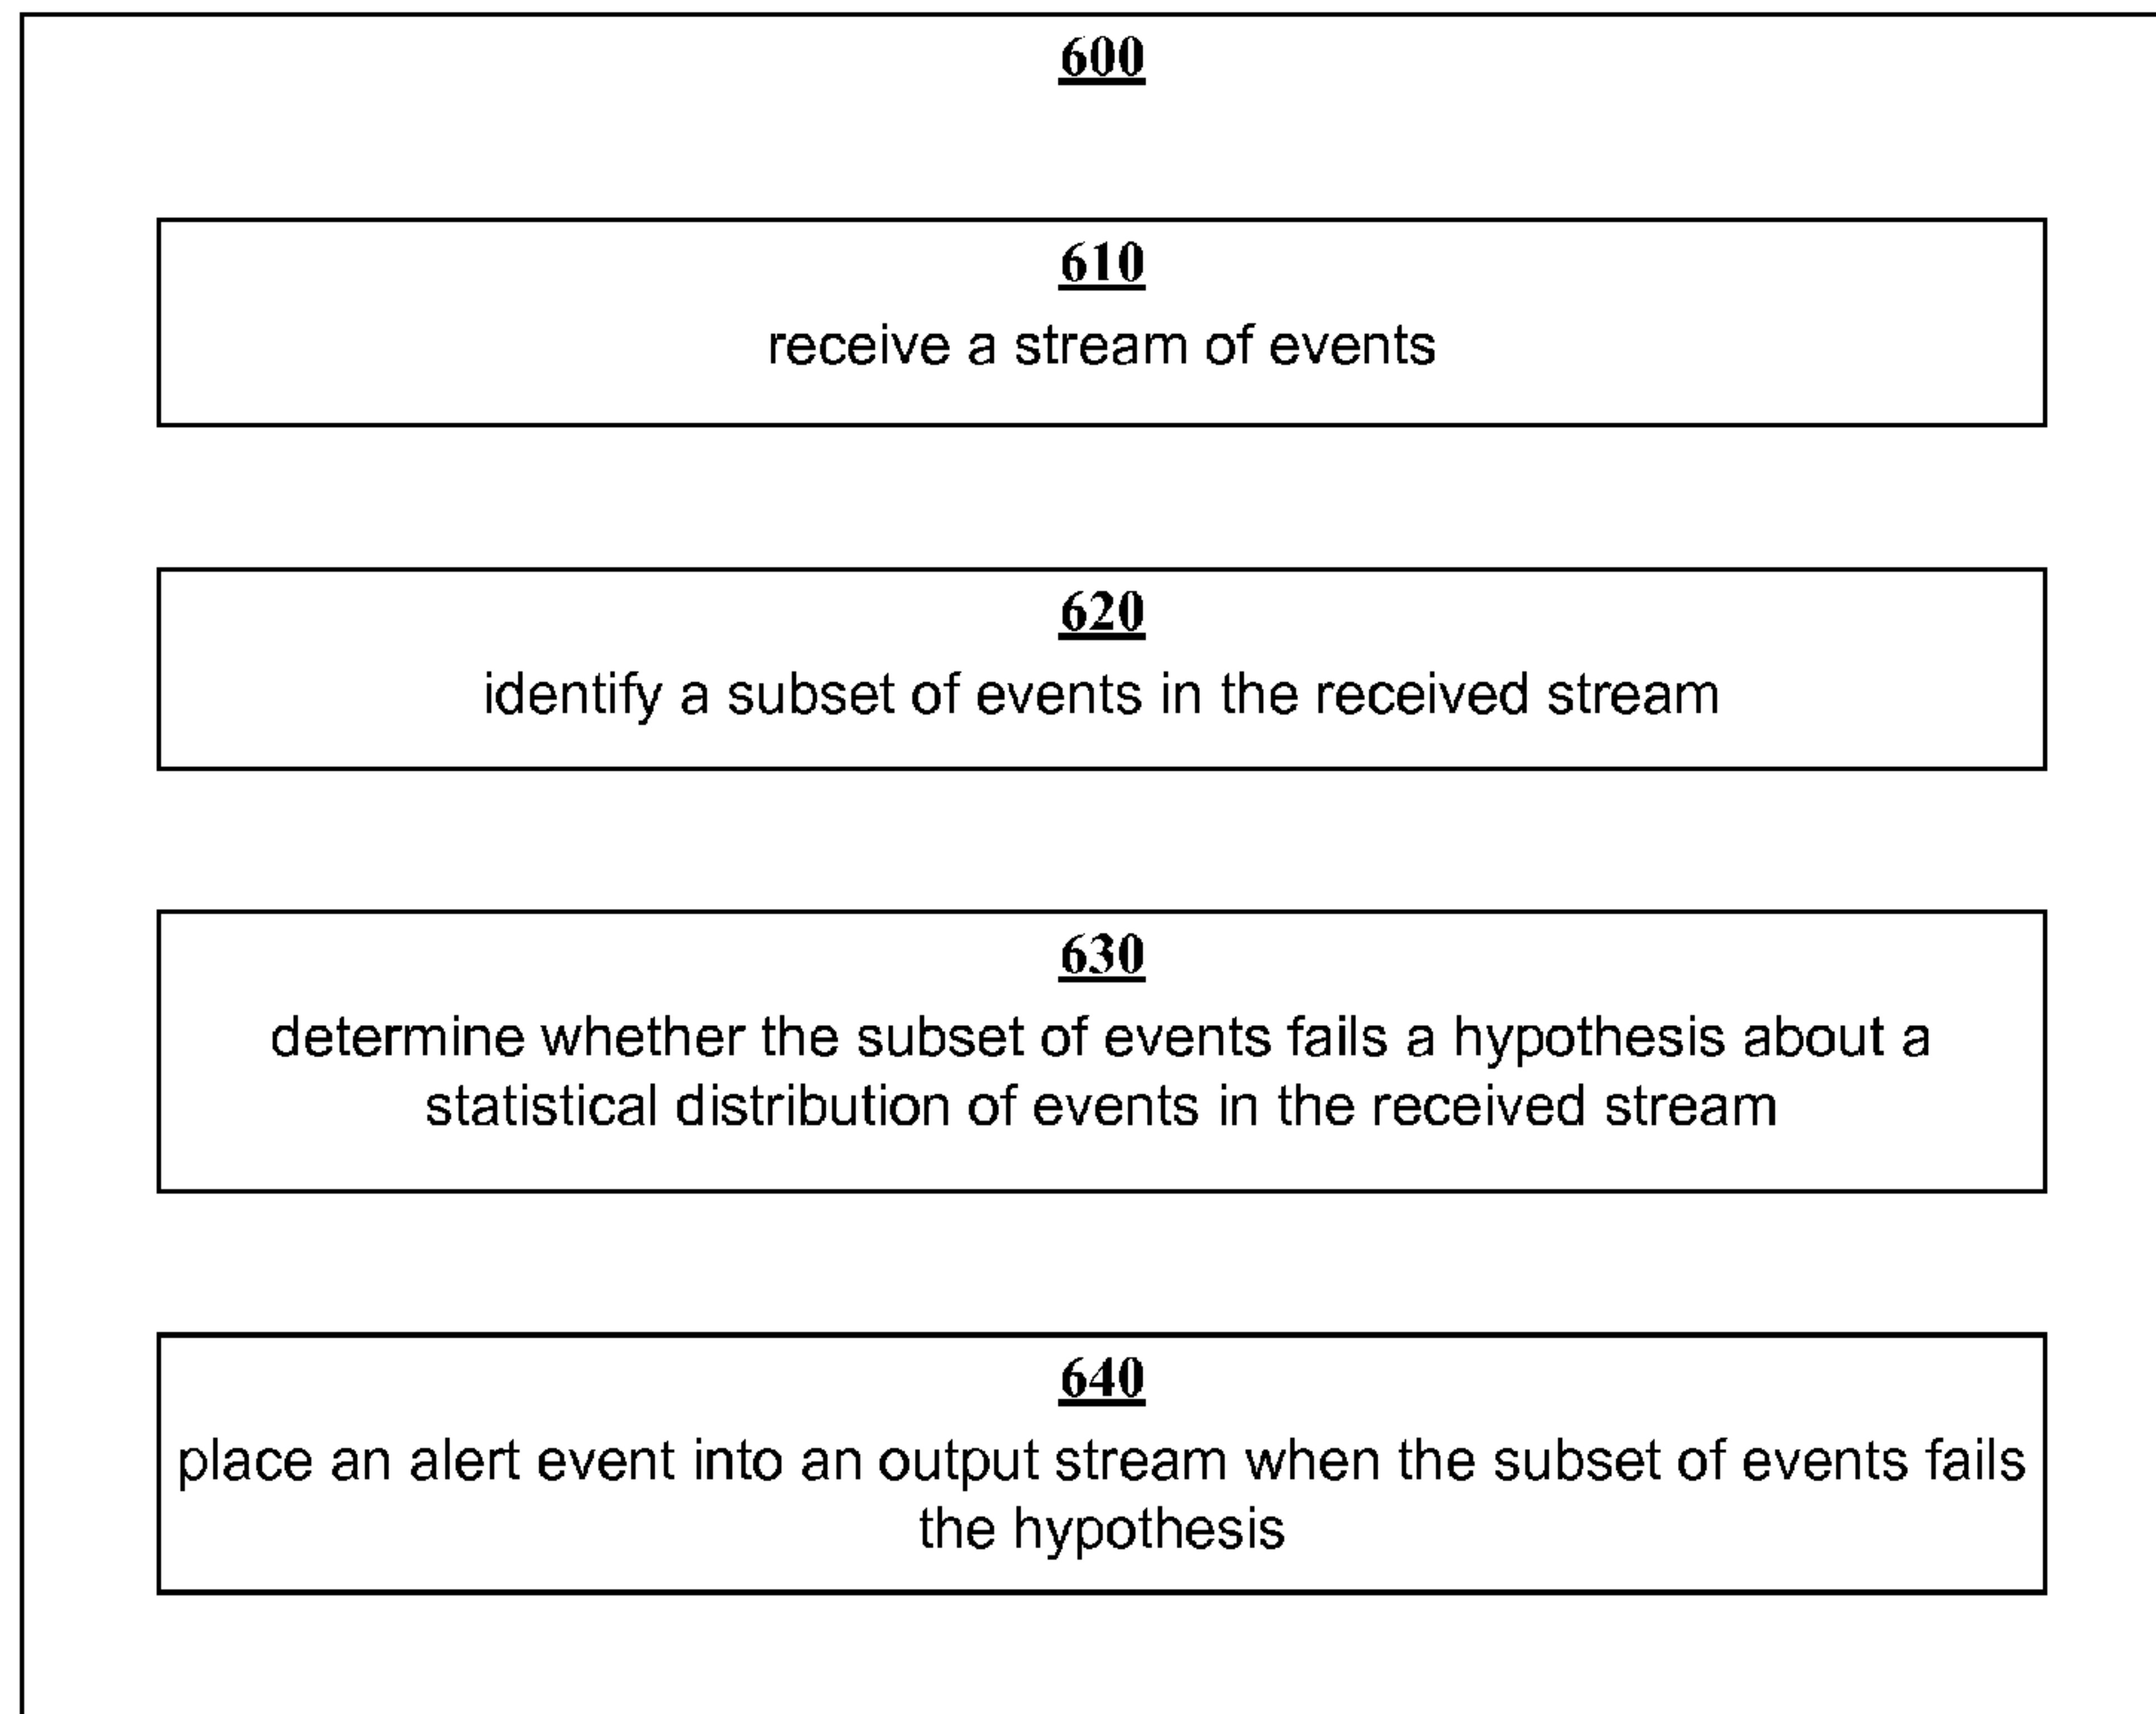 600
610
receive a stream of events
620
identify a subset of events in the received stream
630
determine whether the subset of events fails a hypothesis about a
statistical distribution of events in the received stream
640
place an alert event into an output stream when the subset of events fails
the hypothesis